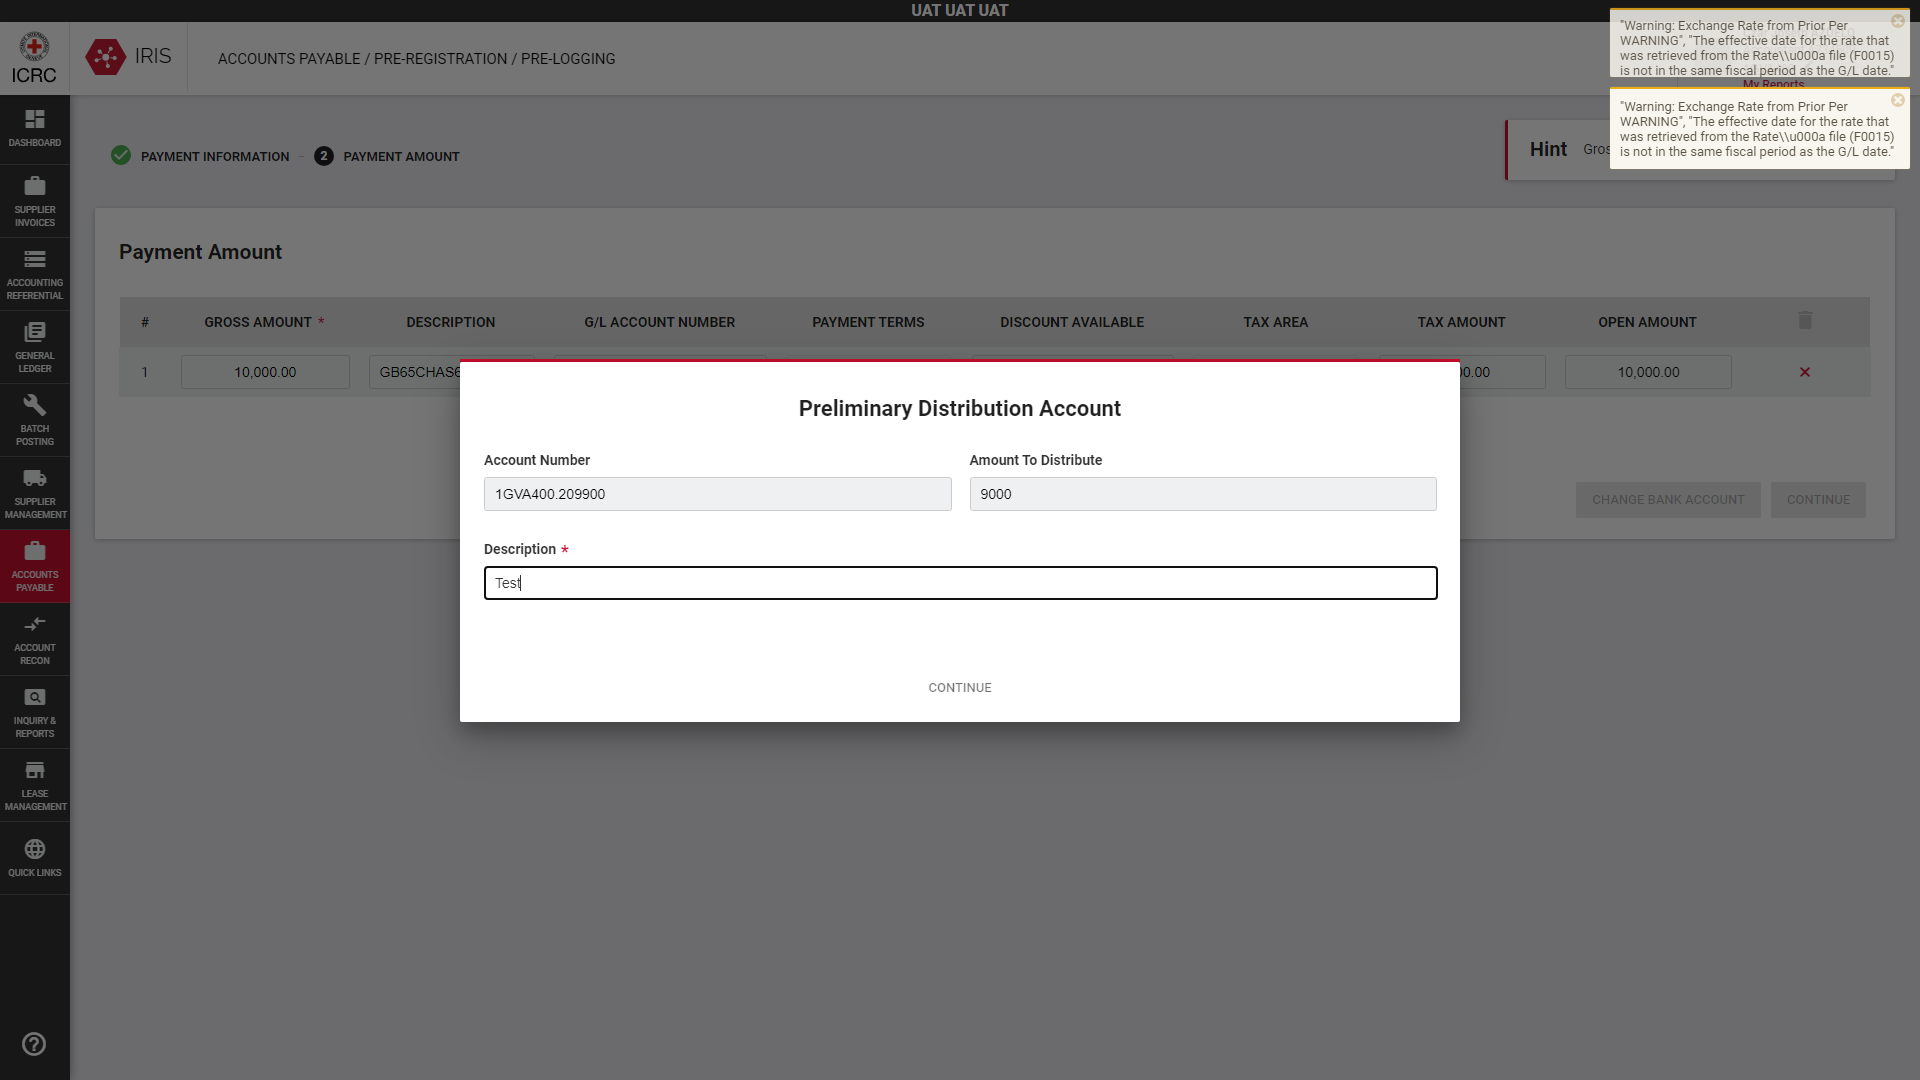 UAT UAT UAT
ICRC
IRIS
ACCOUNTS PAYABLE / PRE-REGISTRATION / PRE-LOGGING
"Warning: Exchange Rate from Prior Per
WARNING", "The effective date for the rate that
was retrieved from the Rate\\u000a file (F0015)
is not in the same fiscal period as the G/L date."
My Reports
"Warning: Exchange Rate from Prior Per
WARNING", "The effective date for the rate that
was retrieved from the Rate\\u000a file (F0015)
is not in the same fiscal period as the G/L date."
DASHBOARD
SUPPLIER
INVOICES
ACCOUNTING
REFERENTIAL
GENERAL
LEDGER
BATCH
POSTING
SUPPLIER
MANAGEMENT
ACCOUNTS
PAYABLE
ACCOUNT
RECON
INQUIRY &
REPORTS
LEASE
MANAGEMENT
QUICK LINKS
PAYMENT INFORMATION
2 PAYMENT AMOUNT
Hint
Payment Amount
# GROSS AMOUNT * DESCRIPTION G/L ACCOUNT NUMBER PAYMENT TERMS DISCOUNT AVAILABLE TAX AREA TAX AMOUNT OPEN AMOUNT
1 10,000.00 GB65CHAS 0.00 10,000.00
CHANGE BANK ACCOUNT CONTINUE
Preliminary Distribution Account
Account Number
1GVA400.209900
Amount To Distribute
9000
Description *
Test
CONTINUE